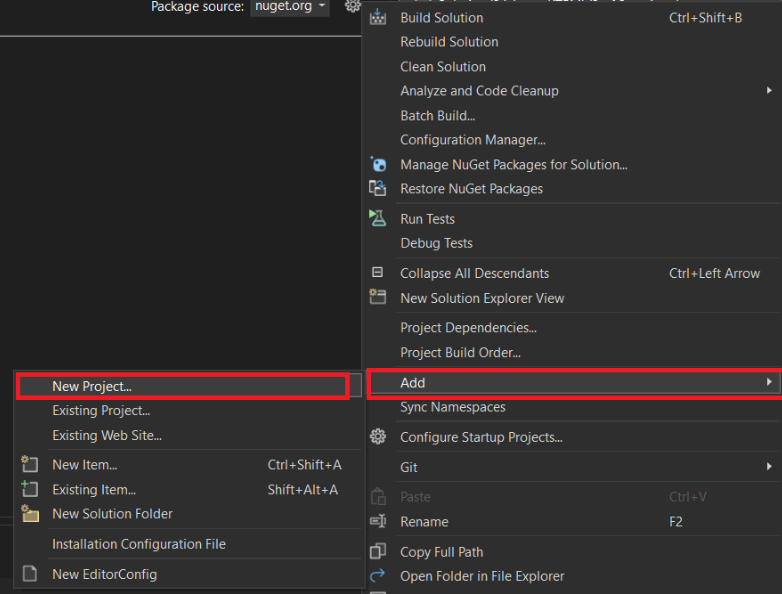 Package source: nuget.org
Build Solution Ctrl+Shift+B
Rebuild Solution
Clean Solution
Analyze and Code Cleanup
Batch Build...
Configuration Manager...
Manage NuGet Packages for Solution...
Restore NuGet Packages
Run Tests
Debug Tests
Collapse All Descendants Ctrl+Left Arrow
New Solution Explorer View
Project Dependencies...
Project Build Order...
Add
Sync Namespaces
Configure Startup Projects...
Git
Paste Ctrl+V
Rename F2
Copy Full Path
Open Folder in File Explorer
New Project...
Existing Project...
Existing Web Site...
New Item... Ctrl+Shift+A
Existing Item... Shift+Alt+A
New Solution Folder
Installation Configuration File
New EditorConfig